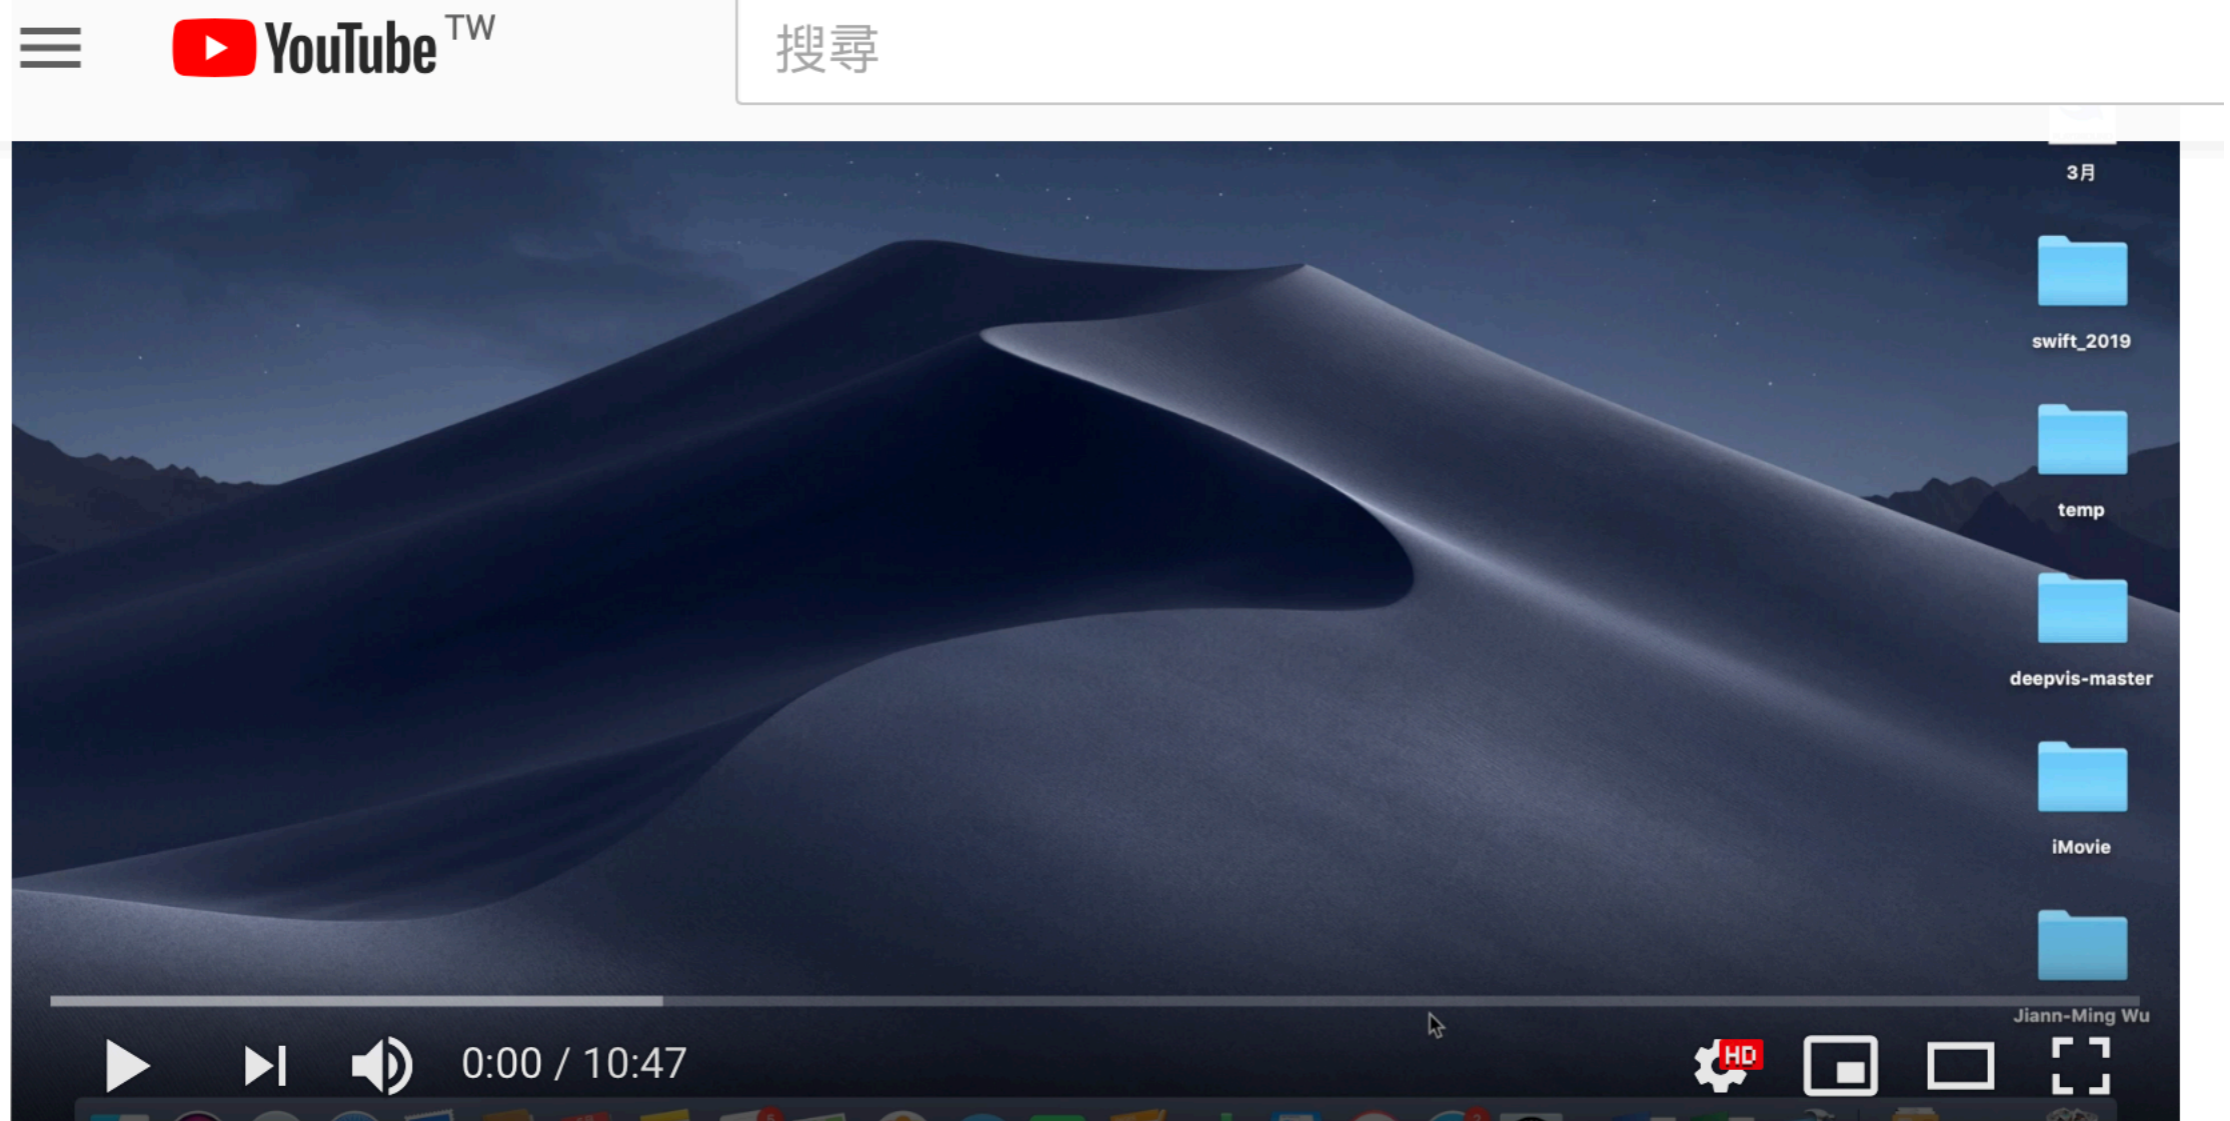 YouTube TW
搜尋
3月
swift_2019
temp
deepvis-master
iMovie
Jiann-Ming Wu
0:00 / 10:47
HD